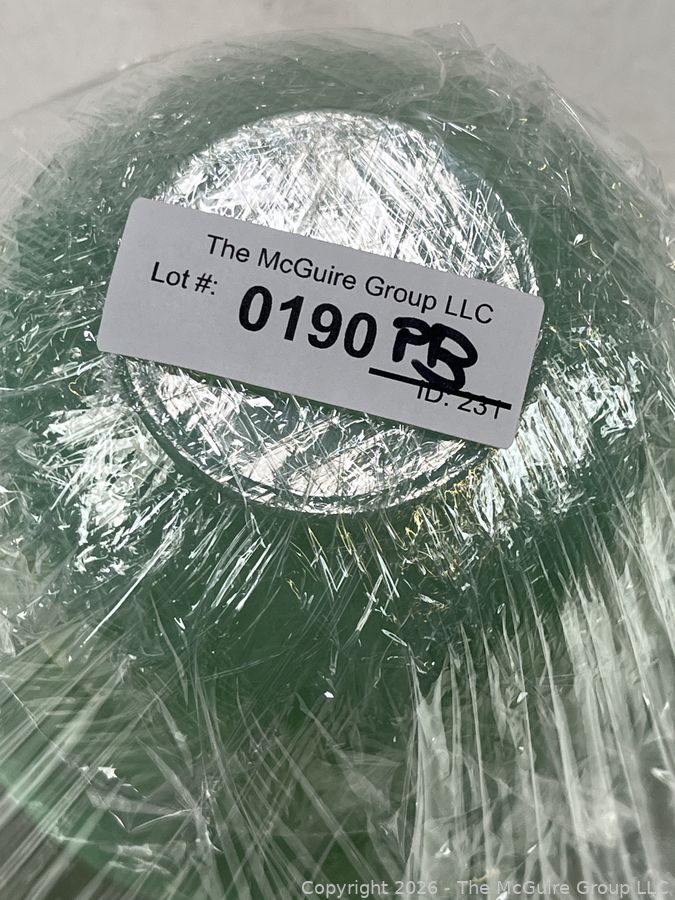 The McGuire Group LLC
Lot #: 0190 PB
ID: 231
Copyright 2026 - The McGuire Group LLC